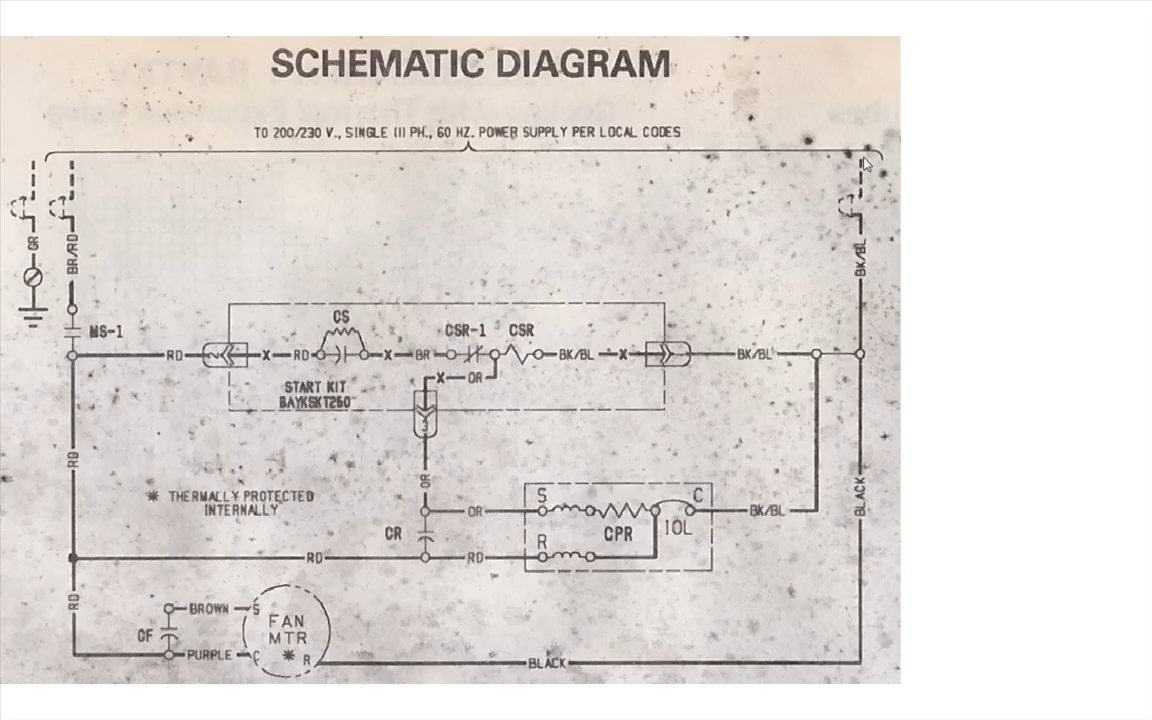 SCHEMATIC DIAGRAM
TO 200/230 V., SINGLE (1) PH., 60 HZ. POWER SUPPLY PER LOCAL CODES
GR
BR/RD
BK/BL
MS-1
CS
CSR-1
CSR
RD
X
RD
X
BR
BK/BL
X
BK/BL
X
OR
START KIT
BAYKSKT260
3
RD
OR
BLACK
* THERMALLY PROTECTED
INTERNALLY
S
C
OR
BK/BL
CR
CPR
IOL
R
RD
RD
RD
BROWN
S
FAN
MTR
*
CF
PURPLE
C
R
BLACK